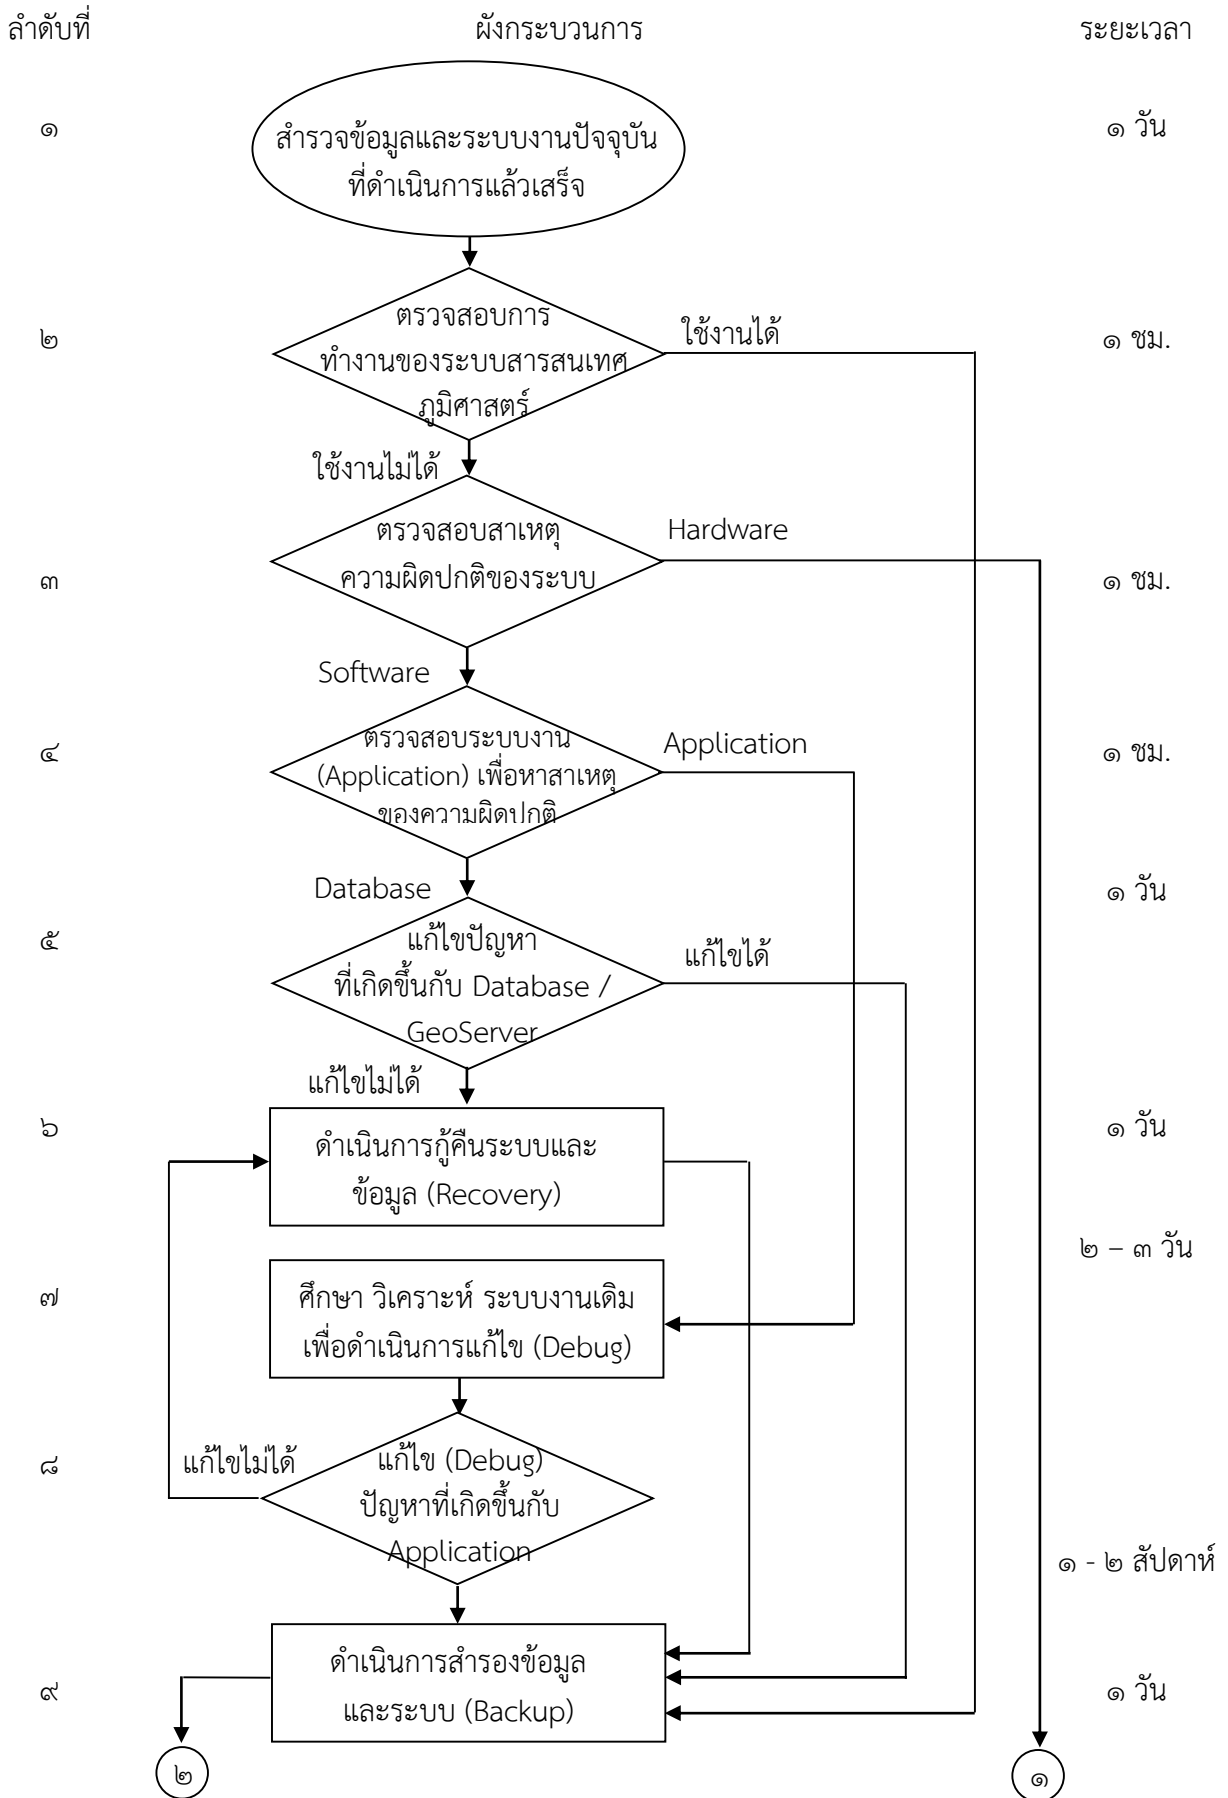 ลำดับที่ ผังกระบวนการ ระยะเวลา
๑ สำรวจข้อมูลและระบบงานปัจจุบัน ๑ วัน
ที่ดำเนินการแล้วเสร็จ
ตรวจสอบการ
๒ ใช้งานได้ ๑ ชม.
ทำงานของระบบสารสนเทศ
ภูมิศาสตร์
ใช้งานไม่ได้
ตรวจสอบสาเหตุ Hardware
๓ ความผิดปกติของระบบ ๑ ชม.
Software
๔ ตรวจสอบระบบงาน Application ๑ ชม.
(Application) เพื่อหาสาเหตุ
ของความผิดปกติ
Database ๑ วัน
๕ แก้ไขปัญหา แก้ไขได้
ที่เกิดขึ้นกับ Database /
GeoServer
แก้ไขไม่ได้
๖ ดำเนินการกู้คืนระบบและ ๑ วัน
ข้อมูล (Recovery)
๒ – ๓ วัน
๗ ศึกษา วิเคราะห์ ระบบงานเดิม
เพื่อดำเนินการแก้ไข (Debug)
๘ แก้ไขไม่ได้ แก้ไข (Debug)
ปัญหาที่เกิดขึ้นกับ
Application
๑ - ๒ สัปดาห์
ดำเนินการสำรองข้อมูล
๙ และระบบ (Backup) ๑ วัน
๒ ๑